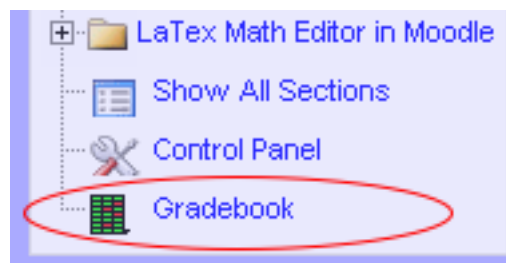 LaTex Math Editor in Moodle
Show All Sections
Control Panel
Gradebook